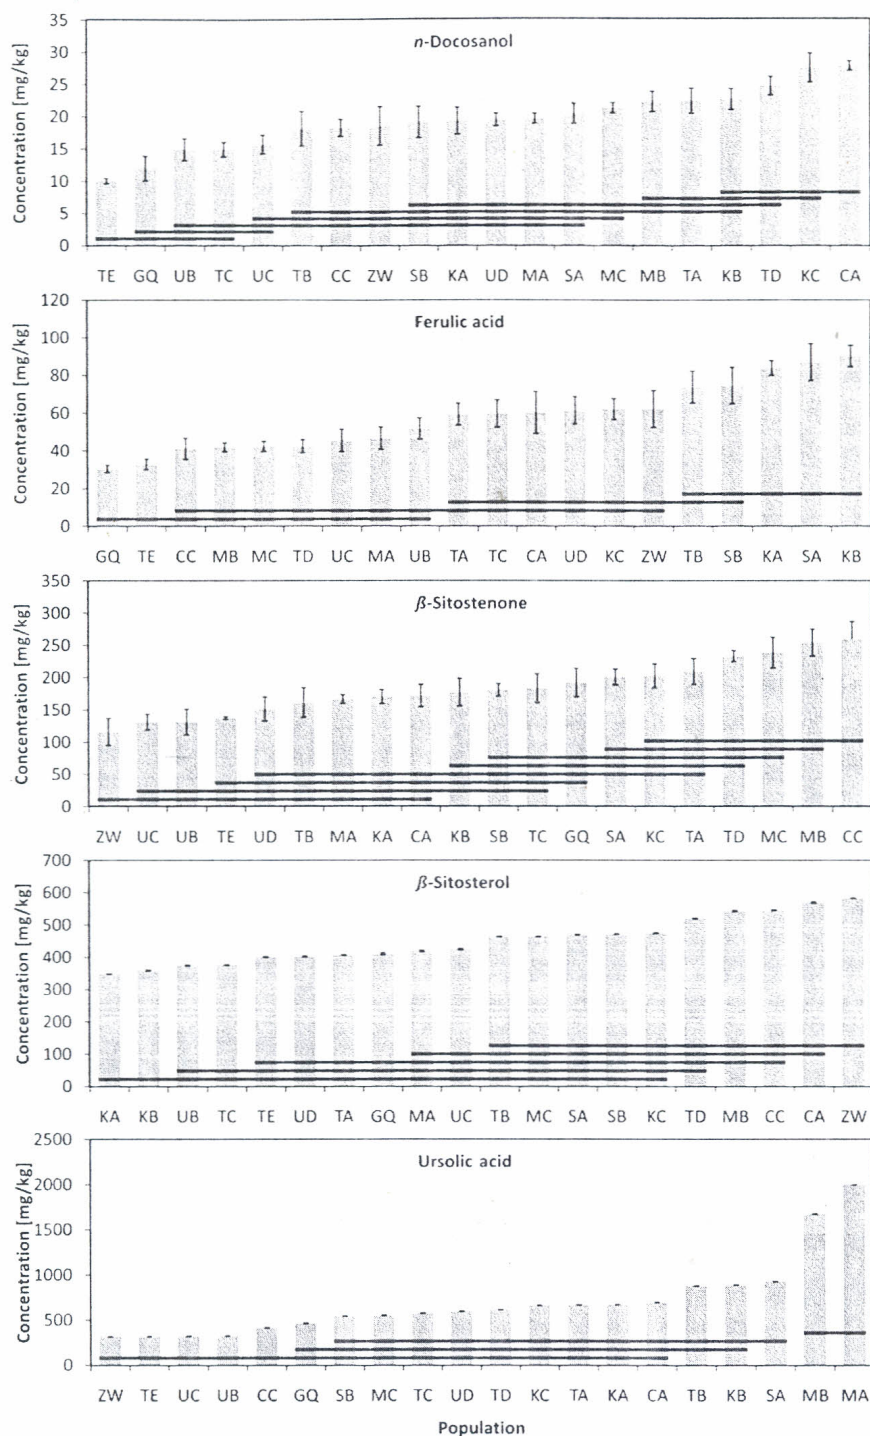 n-Docosanol
Concentration [mg/kg]
35
30
25
20
15
10
5
0
TE GQ UB TC UC TB CC ZW SB KA UD MA SA MC MB TA KB TD KC CA
Ferulic acid
Concentration [mg/kg]
120
100
80
60
40
20
0
GQ TE CC MB MC TD UC MA UB TA TC CA UD KC ZW TB SB KA SA KB
β-Sitostenone
Concentration [mg/kg]
350
300
250
200
150
100
50
0
ZW UC UB TE UD TB MA KA CA KB SB TC GQ SA KC TA TD MC MB CC
β-Sitosterol
Concentration [mg/kg]
700
600
500
400
300
200
100
0
KA KB UB TC TE UD TA GQ MA UC TB MC SA SB KC TD MB CC CA ZW
Ursolic acid
Concentration [mg/kg]
2500
2000
1500
1000
500
0
ZW TE UC UB CC GQ SB MC TC UD TD KC TA KA CA TB KB SA MB MA
Population